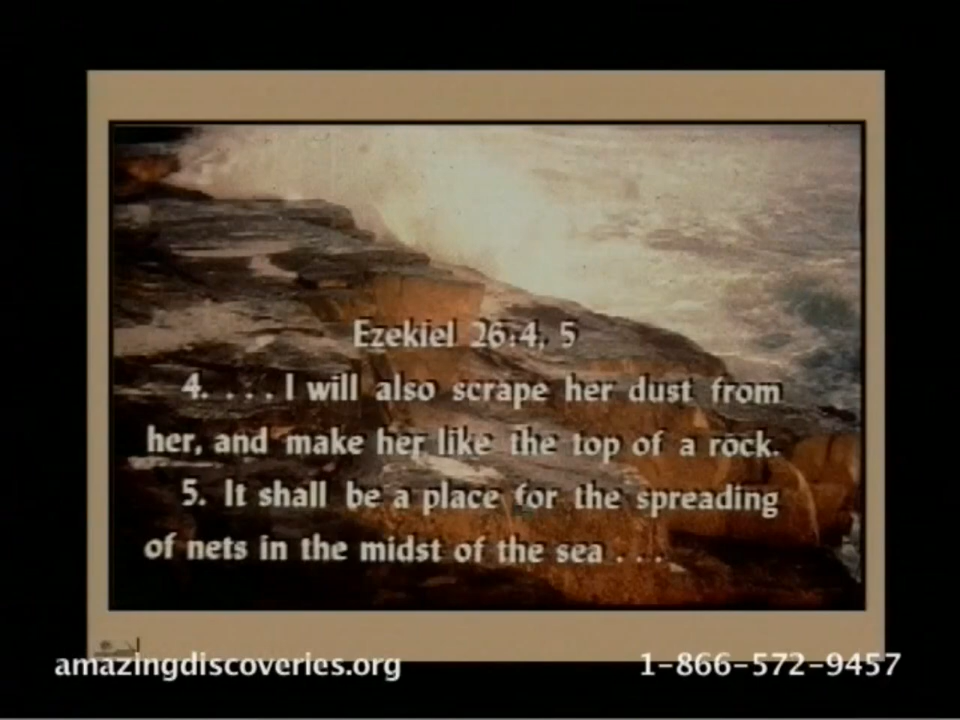 Ezekiel 26:4, 5
4. . . . I will also scrape her dust from
her, and make her like the top of a rock.
5. It shall be a place for the spreading
of nets in the midst of the sea . . .
amazingdiscoveries.org
1-866-572-9457